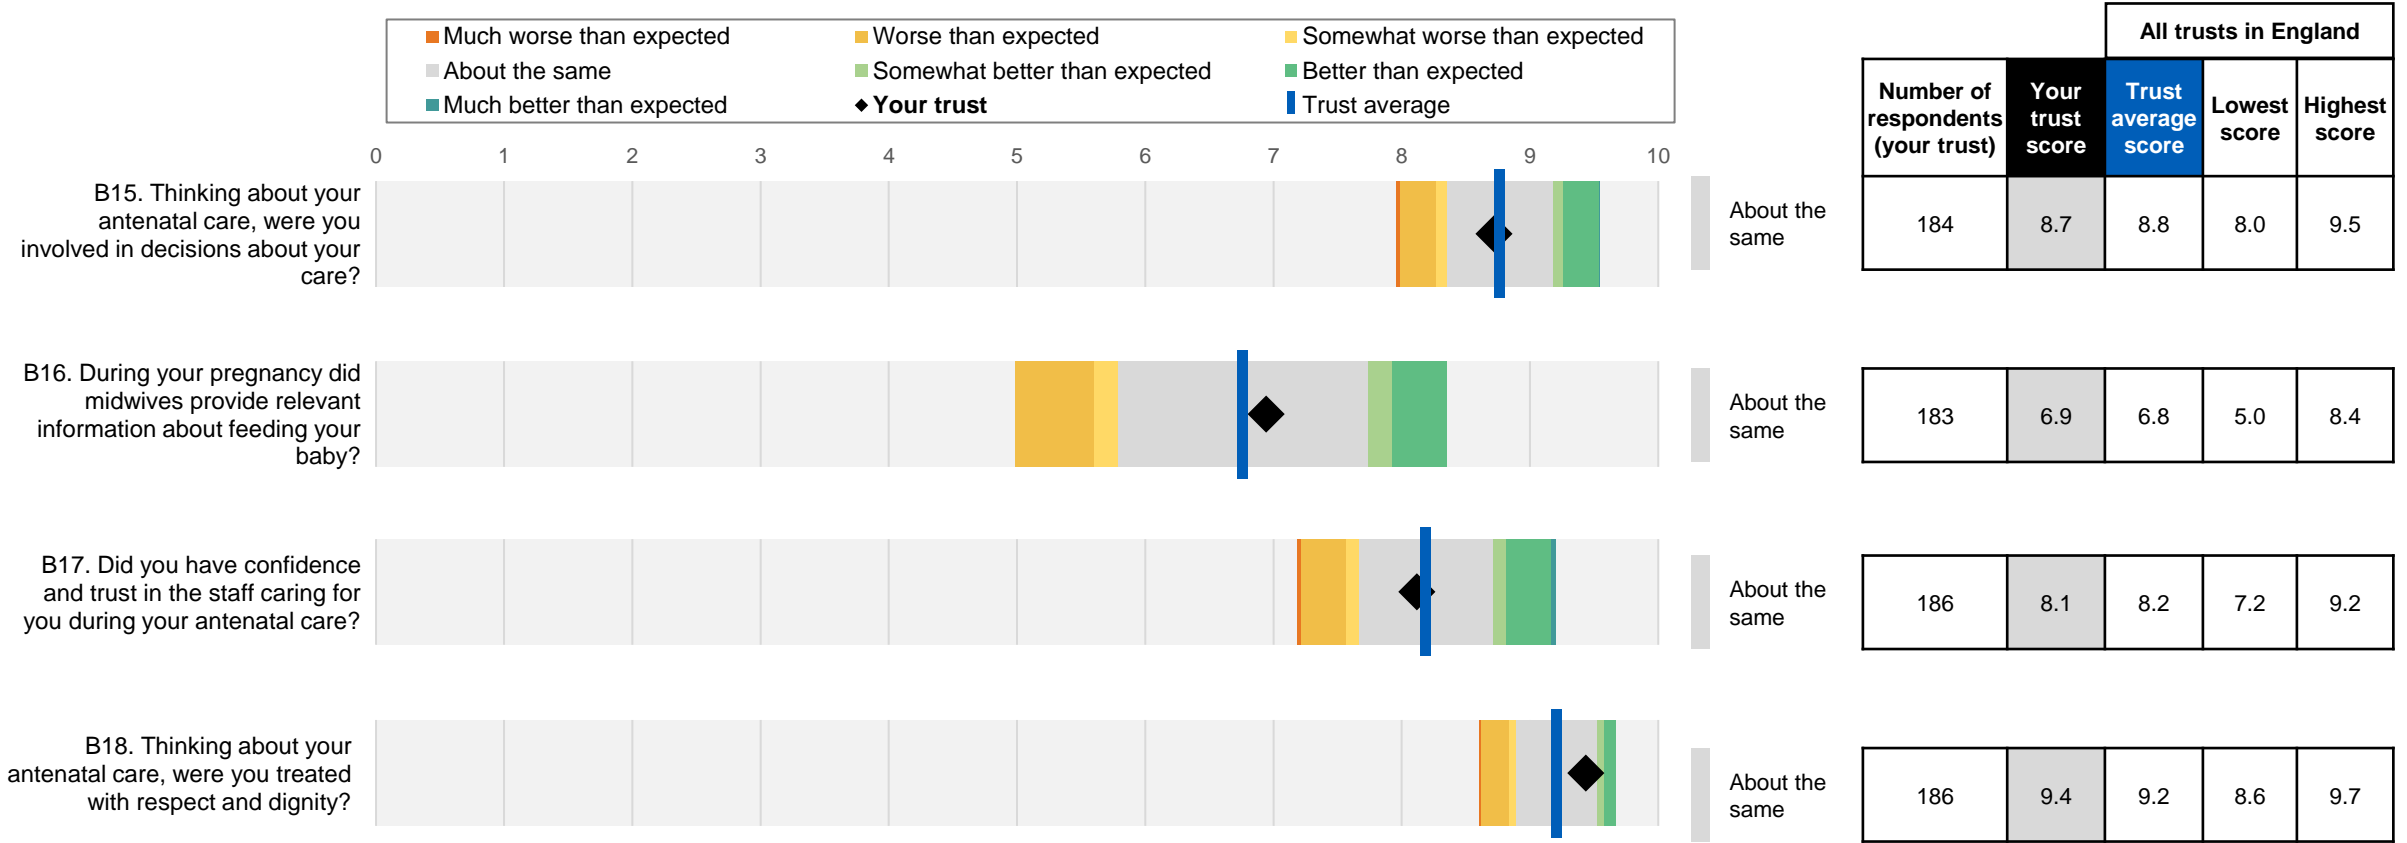 Much worse than expected
Worse than expected
Somewhat worse than expected
About the same
Somewhat better than expected
Better than expected
Much better than expected
Your trust
Trust average
All trusts in England
Number of
respondents
(your trust)
Your
trust
score
Trust
average
score
Lowest
score
Highest
score
0 1 2 3 4 5 6 7 8 9 10
B15. Thinking about your
antenatal care, were you
involved in decisions about your
care?
About the
same
184 8.7 8.8 8.0 9.5
B16. During your pregnancy did
midwives provide relevant
information about feeding your
baby?
About the
same
183 6.9 6.8 5.0 8.4
B17. Did you have confidence
and trust in the staff caring for
you during your antenatal care?
About the
same
186 8.1 8.2 7.2 9.2
B18. Thinking about your
antenatal care, were you treated
with respect and dignity?
About the
same
186 9.4 9.2 8.6 9.7